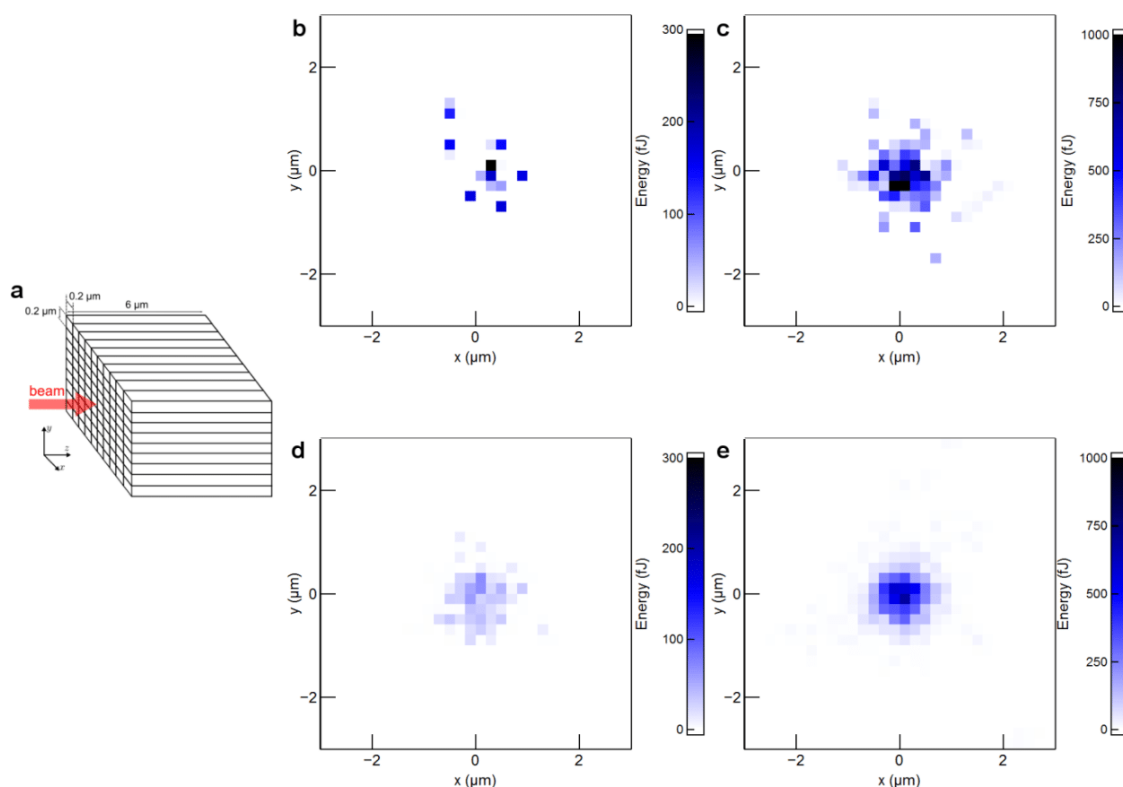 a
0.2 µm
0.2 µm
6 µm
beam
y
z
x
b
y (µm)
2
0
−2
−2
0
2
x (µm)
300
200
100
0
Energy (fJ)
c
y (µm)
2
0
−2
−2
0
2
x (µm)
1000
750
500
250
0
Energy (fJ)
d
y (µm)
2
0
−2
−2
0
2
x (µm)
300
200
100
0
Energy (fJ)
e
y (µm)
2
0
−2
−2
0
2
x (µm)
1000
750
500
250
0
Energy (fJ)